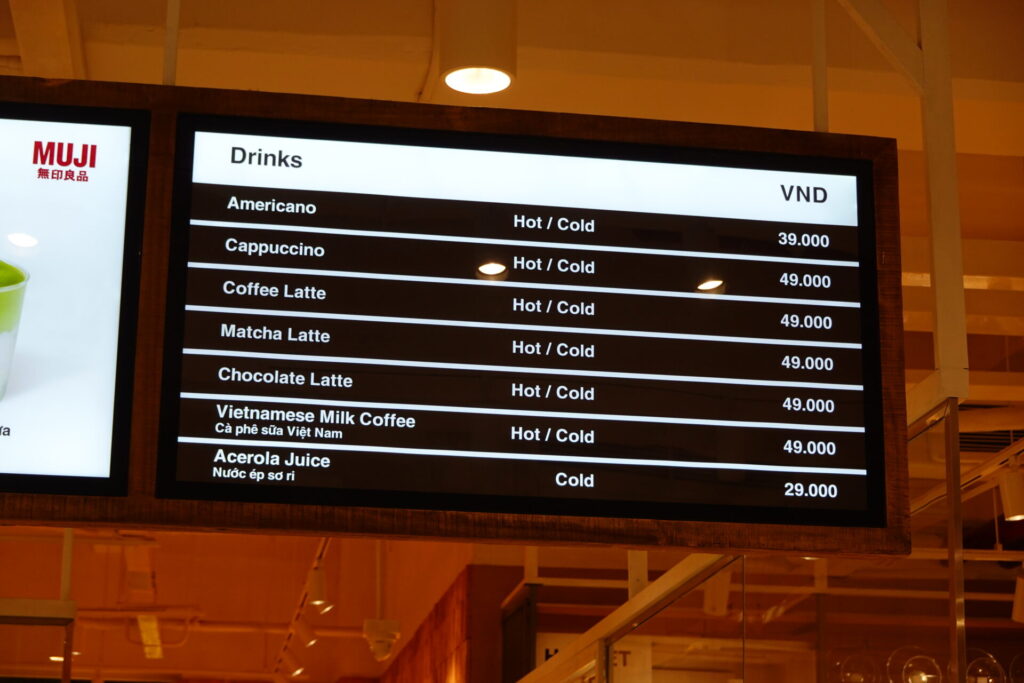 MUJI
無印良品
Drinks VND
Americano Hot / Cold 39.000
Cappuccino Hot / Cold 49.000
Coffee Latte Hot / Cold 49.000
Matcha Latte Hot / Cold 49.000
Chocolate Latte Hot / Cold 49.000
Vietnamese Milk Coffee Hot / Cold 49.000
Cà phê sữa Việt Nam
Acerola Juice Cold 29.000
Nước ép sơ ri